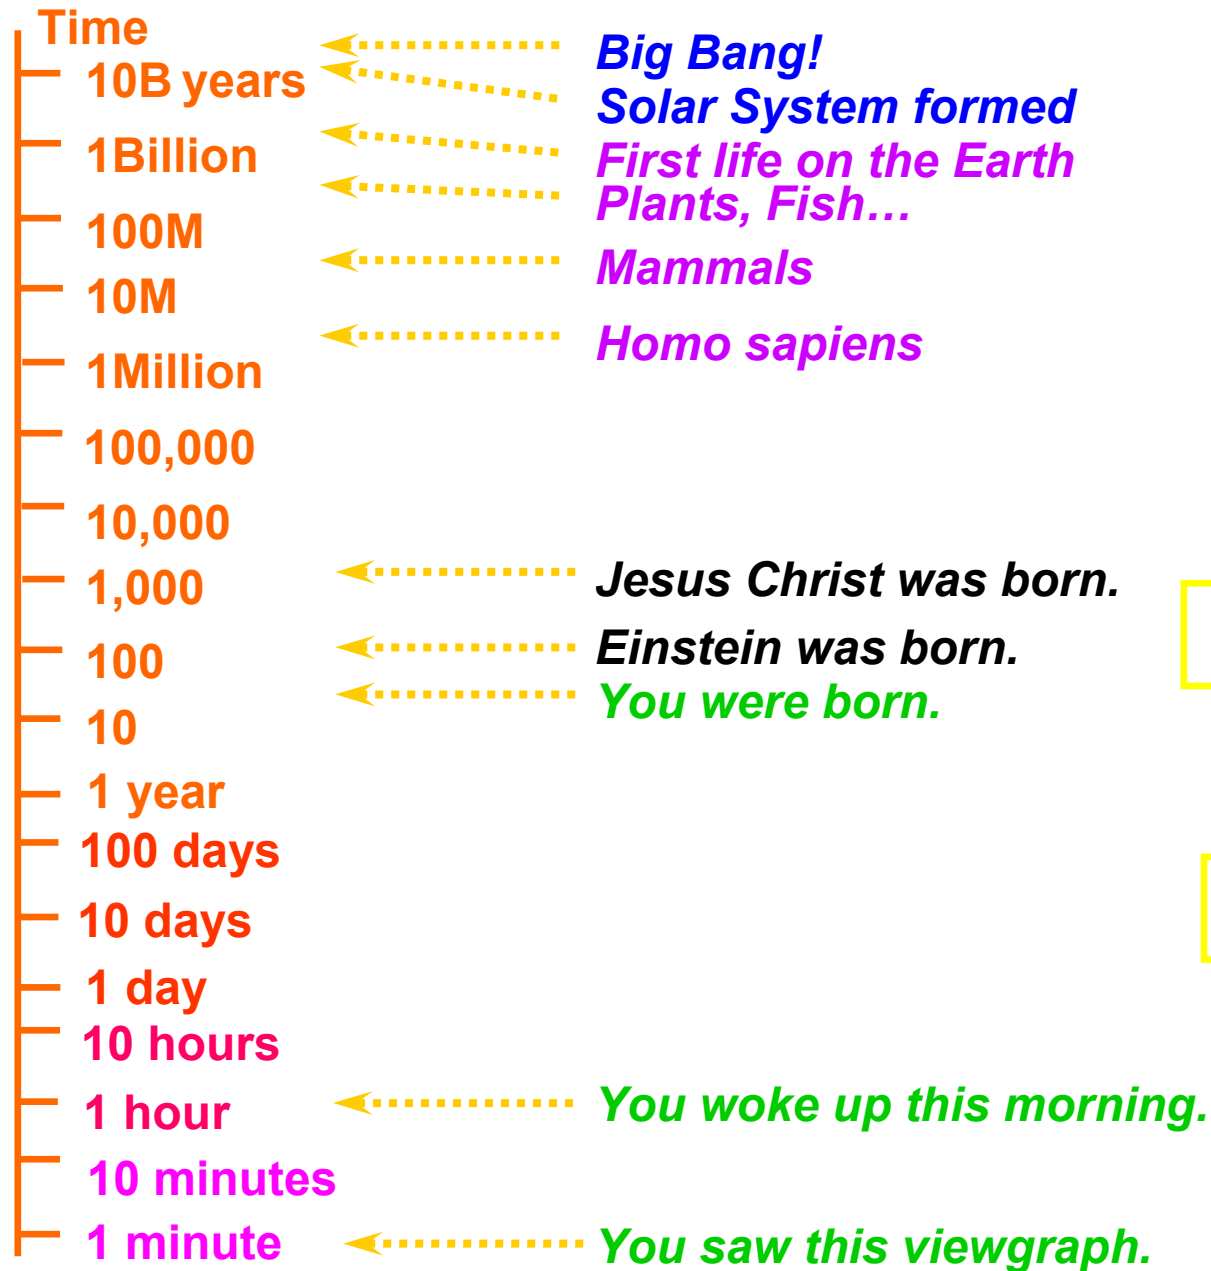 Time
10B years
Big Bang!
Solar System formed
1Billion
First life on the Earth
Plants, Fish…
100M
Mammals
10M
Homo sapiens
1Million
100,000
10,000
1,000
Jesus Christ was born.
100
Einstein was born.
You were born.
10
1 year
100 days
10 days
1 day
10 hours
1 hour
You woke up this morning.
10 minutes
1 minute
You saw this viewgraph.